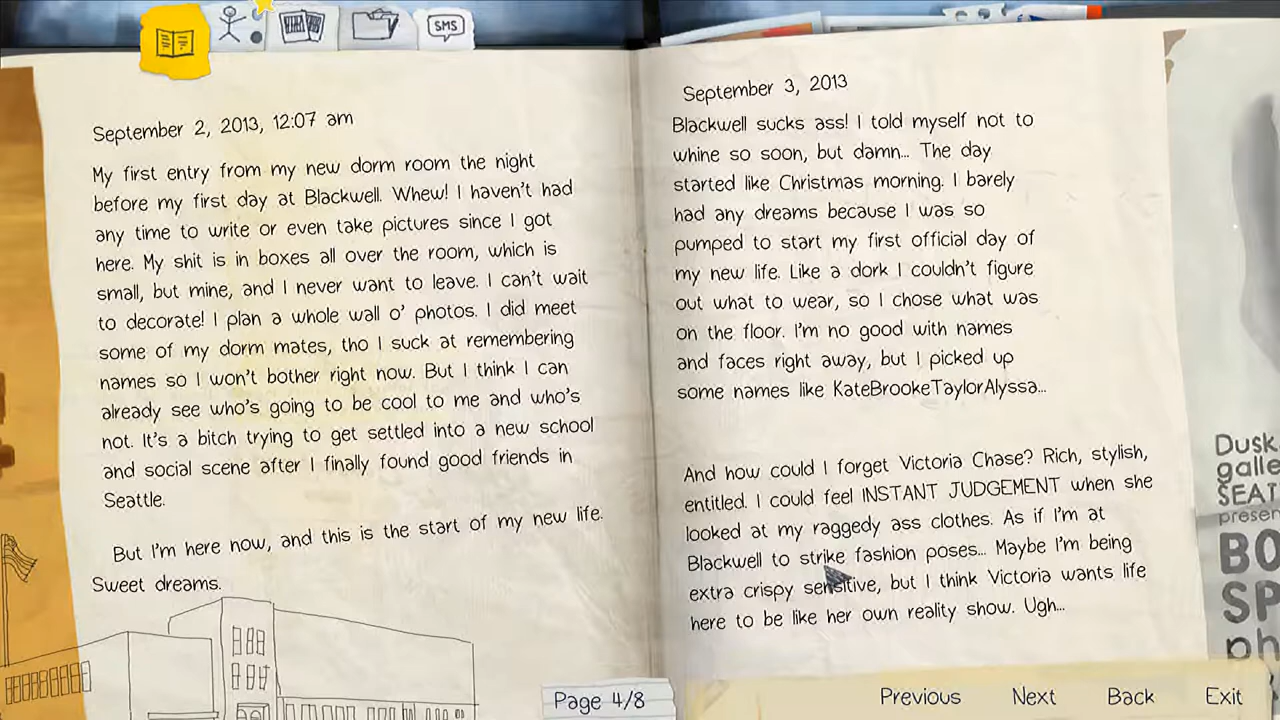 SMS
September 2, 2013, 12:07 am
My first entry from my new dorm room the night
before my first day at Blackwell. Whew! I haven't had
any time to write or even take pictures since I got
here. My shit is in boxes all over the room, which is
small, but mine, and I never want to leave. I can't wait
to decorate! I plan a whole wall o' photos. I did meet
some of my dorm mates, tho I suck at remembering
names so I won't bother right now. But I think I can
already see who's going to be cool to me and who's
not. It's a bitch trying to get settled into a new school
and social scene after I finally found good friends in
Seattle.
But I'm here now, and this is the start of my new life.
Sweet dreams.
September 3, 2013
Blackwell sucks ass! I told myself not to
whine so soon, but damn... The day
started like Christmas morning. I barely
had any dreams because I was so
pumped to start my first official day of
my new life. Like a dork I couldn't figure
out what to wear, so I chose what was
on the floor. I'm no good with names
and faces right away, but I picked up
some names like KateBrookeTaylorAlyssa...
And how could I forget Victoria Chase? Rich, stylish,
entitled. I could feel INSTANT JUDGEMENT when she
looked at my raggedy ass clothes. As if I'm at
Blackwell to strike fashion poses... Maybe I'm being
extra crispy sensitive, but I think Victoria wants life
here to be like her own reality show. Ugh...
Dusk
galle
SEAT
presen
BO
SP
ph
Page 4/8
Previous Next Back Exit